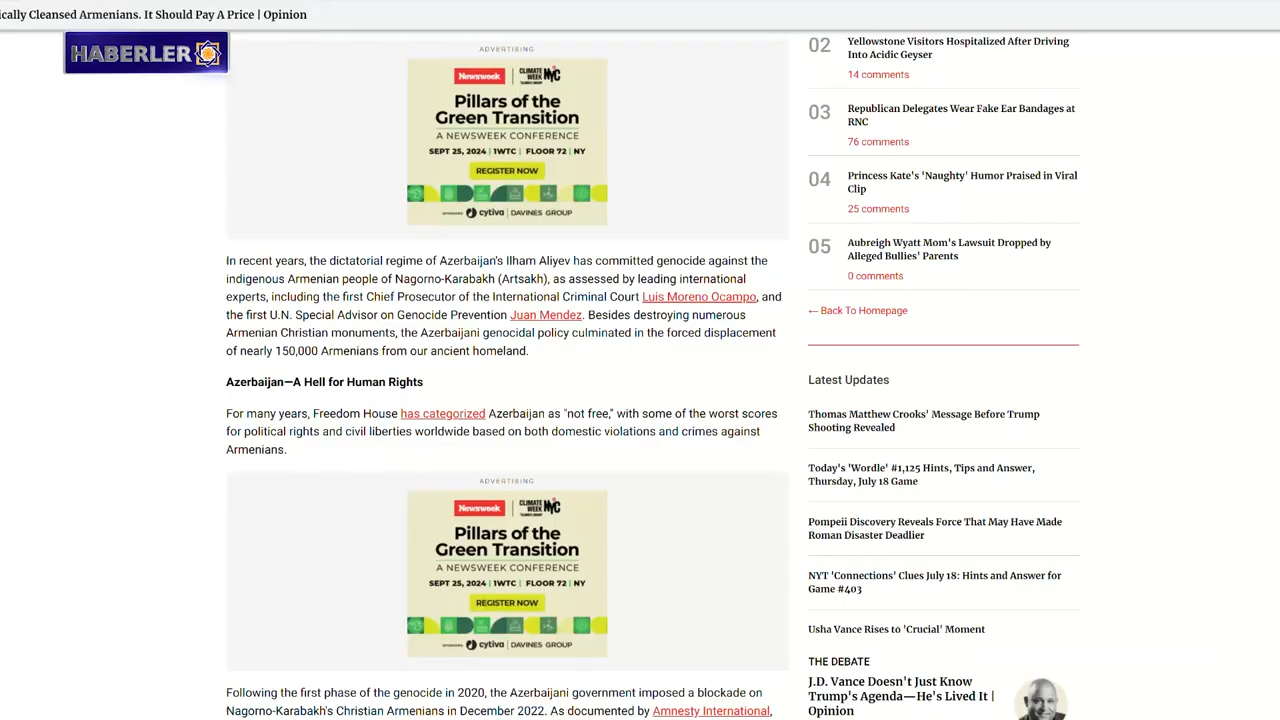 ically Cleansed Armenians. It Should Pay A Price | Opinion
HABERLER
ADVERTISING
Newsweek
CLIMATE
WEEK
NYC
Pillars of the
Green Transition
A NEWSWEEK CONFERENCE
SEPT 25, 2024 | 1WTC | FLOOR 72 | NY
REGISTER NOW
cytiva | DAVINES GROUP
In recent years, the dictatorial regime of Azerbaijan's Ilham Aliyev has committed genocide against the
indigenous Armenian people of Nagorno-Karabakh (Artsakh), as assessed by leading international
experts, including the first Chief Prosecutor of the International Criminal Court Luis Moreno Ocampo, and
the first U.N. Special Advisor on Genocide Prevention Juan Mendez. Besides destroying numerous
Armenian Christian monuments, the Azerbaijani genocidal policy culminated in the forced displacement
of nearly 150,000 Armenians from our ancient homeland.
Azerbaijan—A Hell for Human Rights
For many years, Freedom House has categorized Azerbaijan as "not free," with some of the worst scores
for political rights and civil liberties worldwide based on both domestic violations and crimes against
Armenians.
ADVERTISING
Newsweek
CLIMATE
WEEK
NYC
Pillars of the
Green Transition
A NEWSWEEK CONFERENCE
SEPT 25, 2024 | 1WTC | FLOOR 72 | NY
REGISTER NOW
cytiva | DAVINES GROUP
Following the first phase of the genocide in 2020, the Azerbaijani government imposed a blockade on
Nagorno-Karabakh's Christian Armenians in December 2022. As documented by Amnesty International,
02
Yellowstone Visitors Hospitalized After Driving
Into Acidic Geyser
14 comments
03
Republican Delegates Wear Fake Ear Bandages at
RNC
76 comments
04
Princess Kate's 'Naughty' Humor Praised in Viral
Clip
25 comments
05
Aubreigh Wyatt Mom's Lawsuit Dropped by
Alleged Bullies' Parents
0 comments
← Back To Homepage
Latest Updates
Thomas Matthew Crooks' Message Before Trump
Shooting Revealed
Today's 'Wordle' #1,125 Hints, Tips and Answer,
Thursday, July 18 Game
Pompeii Discovery Reveals Force That May Have Made
Roman Disaster Deadlier
NYT 'Connections' Clues July 18: Hints and Answer for
Game #403
Usha Vance Rises to 'Crucial' Moment
THE DEBATE
J.D. Vance Doesn't Just Know
Trump's Agenda—He's Lived It |
Opinion